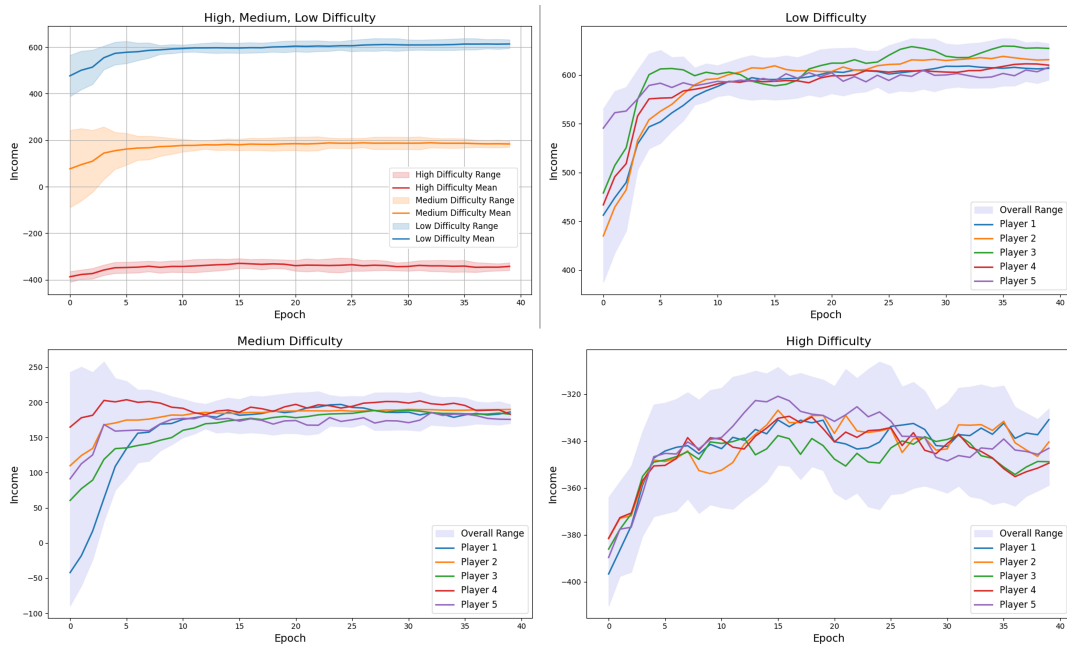 High, Medium, Low Difficulty
Income
600
400
200
0
−200
−400
High Difficulty Range
High Difficulty Mean
Medium Difficulty Range
Medium Difficulty Mean
Low Difficulty Range
Low Difficulty Mean
0 5 10 15 20 25 30 35 40
Epoch
Low Difficulty
Income
600
550
500
450
400
Overall Range
Player 1
Player 2
Player 3
Player 4
Player 5
0 5 10 15 20 25 30 35 40
Epoch
Medium Difficulty
Income
250
200
150
100
50
0
−50
−100
Overall Range
Player 1
Player 2
Player 3
Player 4
Player 5
0 5 10 15 20 25 30 35 40
Epoch
High Difficulty
Income
−320
−340
−360
−380
−400
Overall Range
Player 1
Player 2
Player 3
Player 4
Player 5
0 5 10 15 20 25 30 35 40
Epoch